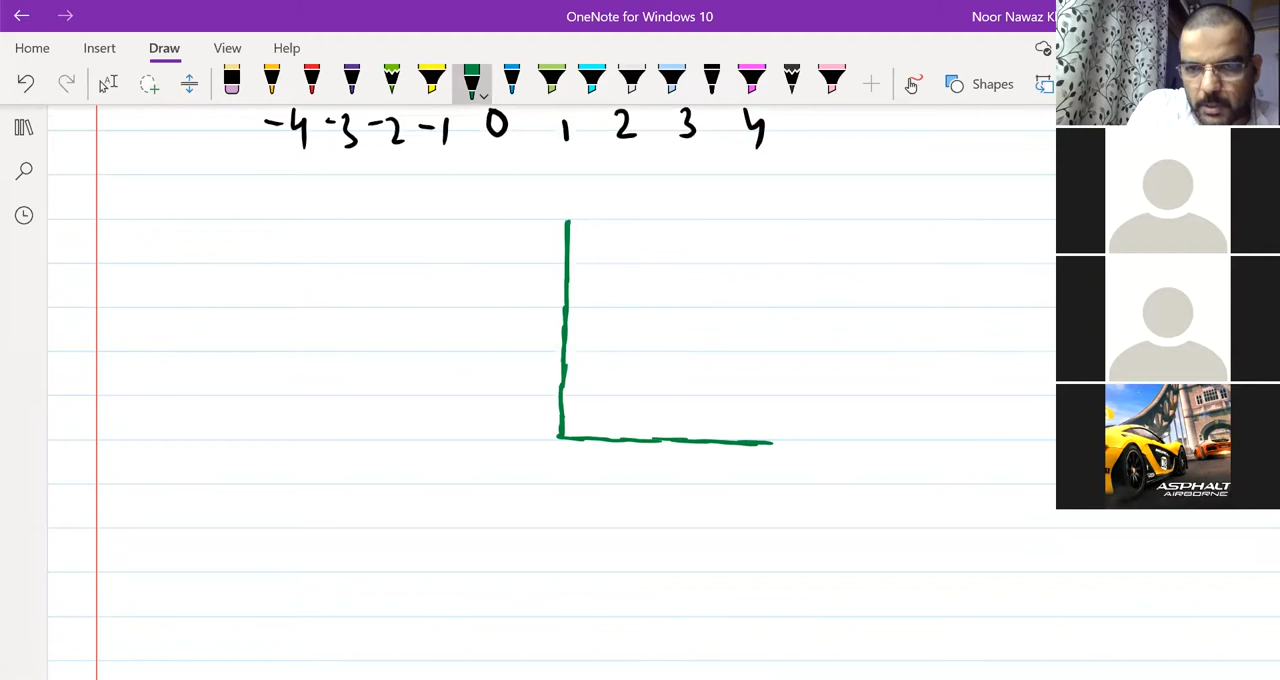 OneNote for Windows 10
Noor Nawaz K
Home Insert Draw View Help
Shapes
-4 -3 -2 -1 0 1 2 3 4
ASPHALT
AIRBORNE